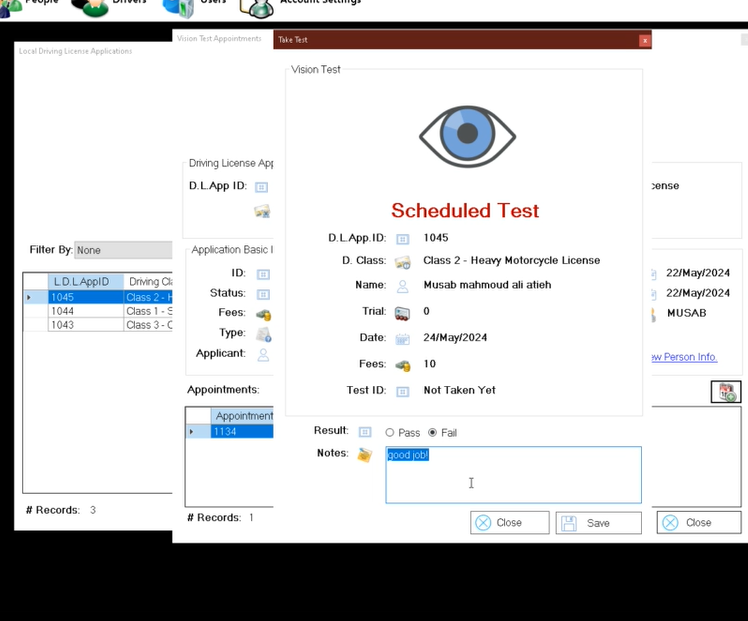 People Drivers Users Account Settings
Local Driving License Applications
Vision Test Appointments
Take Test
x
Vision Test
Driving License App
D.L.App ID:
cense
Scheduled Test
D.L.App.ID: 1045
D. Class: Class 2 - Heavy Motorcycle License
Name: Musab mahmoud ali atieh
Trial: 0
Date: 24/May/2024
Fees: 10
Test ID: Not Taken Yet
Filter By: None
L.D.L.AppID Driving Cla
1045 Class 2 - H
1044 Class 1 - S
1043 Class 3 - O
# Records: 3
Application Basic I
ID:
Status:
Fees:
Type:
Applicant:
22/May/2024
22/May/2024
MUSAB
ew Person Info.
Appointments:
Appointment
1134
# Records: 1
Result: Pass Fail
Notes: good job!
Close Save Close